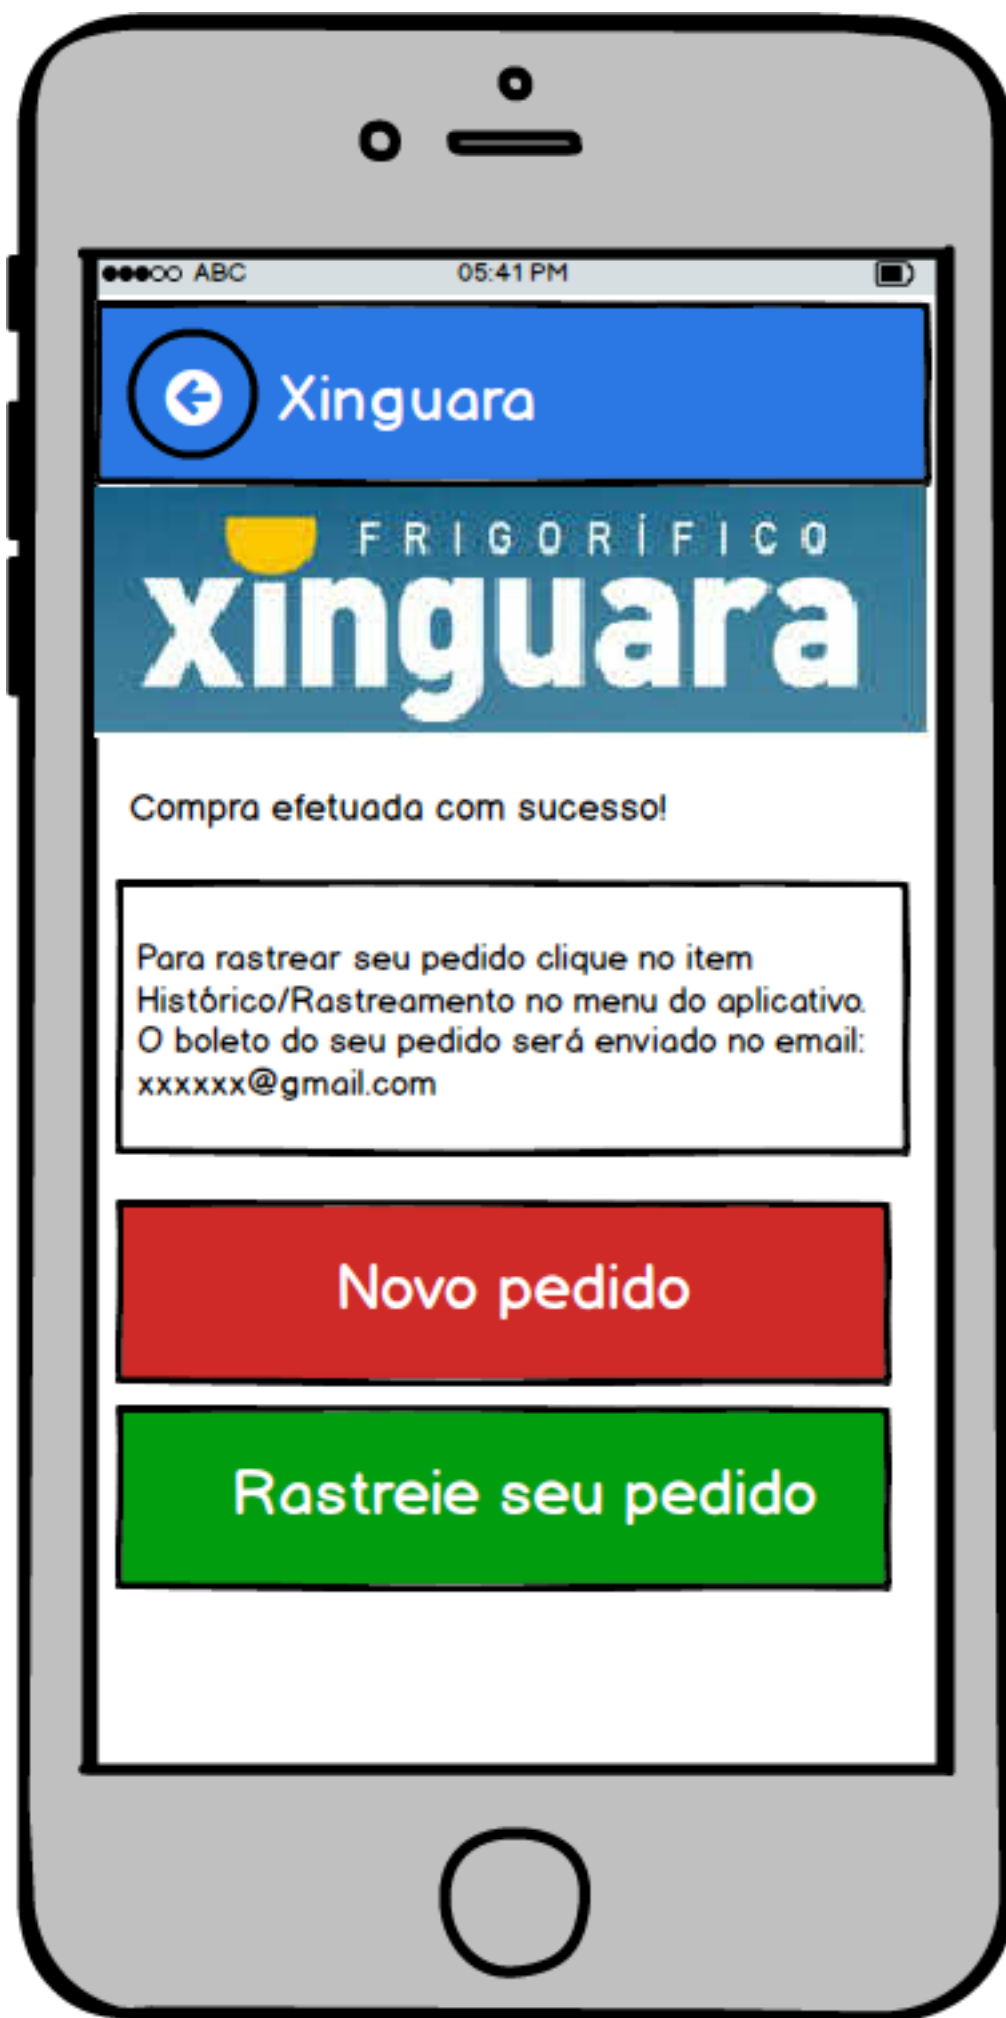 ABC 05:41 PM
Xinguara
FRIGORÍFICO
xinguara
Compra efetuada com sucesso!
Para rastrear seu pedido clique no item
Histórico/Rastreamento no menu do aplicativo.
O boleto do seu pedido será enviado no email:
xxxxxx@gmail.com
Novo pedido
Rastreie seu pedido